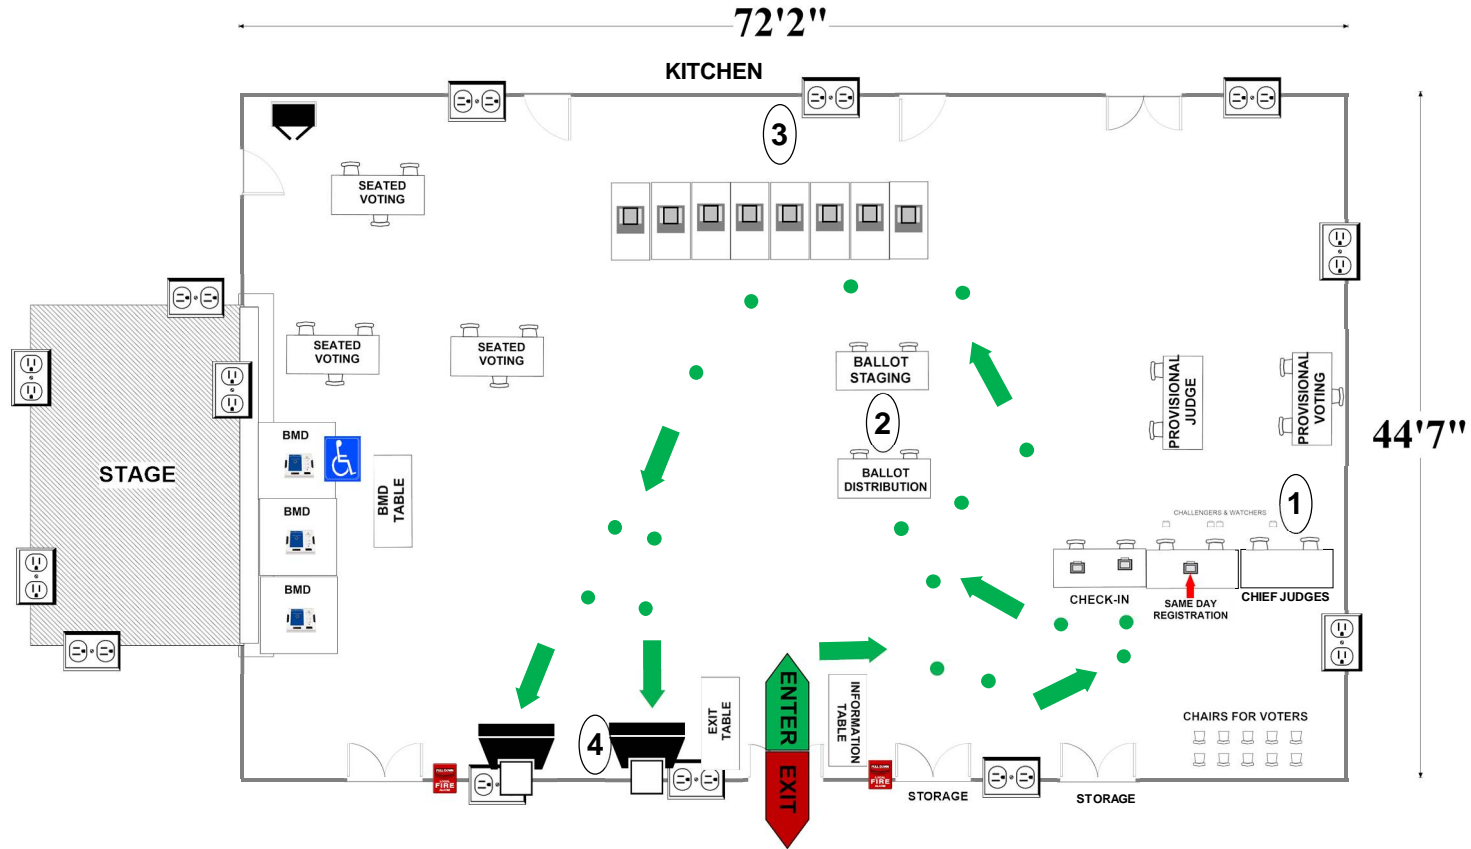 72'2"
KITCHEN
3
SEATED
VOTING
SEATED
VOTING
SEATED
VOTING
BALLOT
STAGING
2
BALLOT
DISTRIBUTION
PROVISIONAL
JUDGE
PROVISIONAL
VOTING
44'7"
STAGE
BMD
BMD
BMD
BMD
TABLE
1
CHALLENGERS & WATCHERS
CHECK-IN
SAME DAY
REGISTRATION
CHIEF JUDGES
ENTER
EXIT
EXIT
TABLE
INFORMATION
TABLE
4
CHAIRS FOR VOTERS
FIRE
FIRE
STORAGE
STORAGE